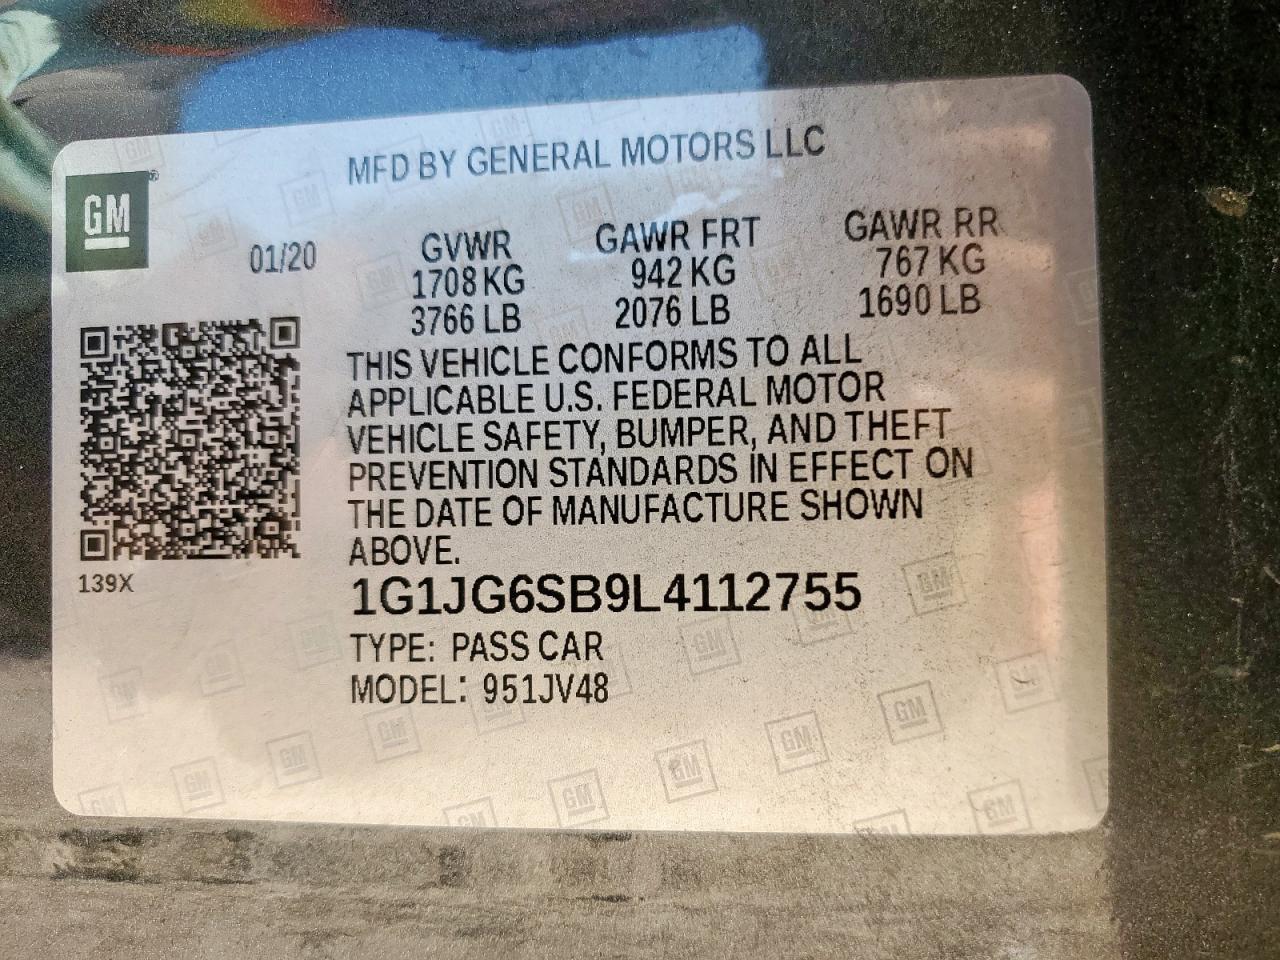 MFD BY GENERAL MOTORS LLC
GM®
01/20 GVWR GAWR FRT GAWR RR
1708 KG 942 KG 767 KG
3766 LB 2076 LB 1690 LB
THIS VEHICLE CONFORMS TO ALL
APPLICABLE U.S. FEDERAL MOTOR
VEHICLE SAFETY, BUMPER, AND THEFT
PREVENTION STANDARDS IN EFFECT ON
THE DATE OF MANUFACTURE SHOWN
ABOVE.
139X
1G1JG6SB9L4112755
TYPE: PASS CAR
MODEL: 951JV48